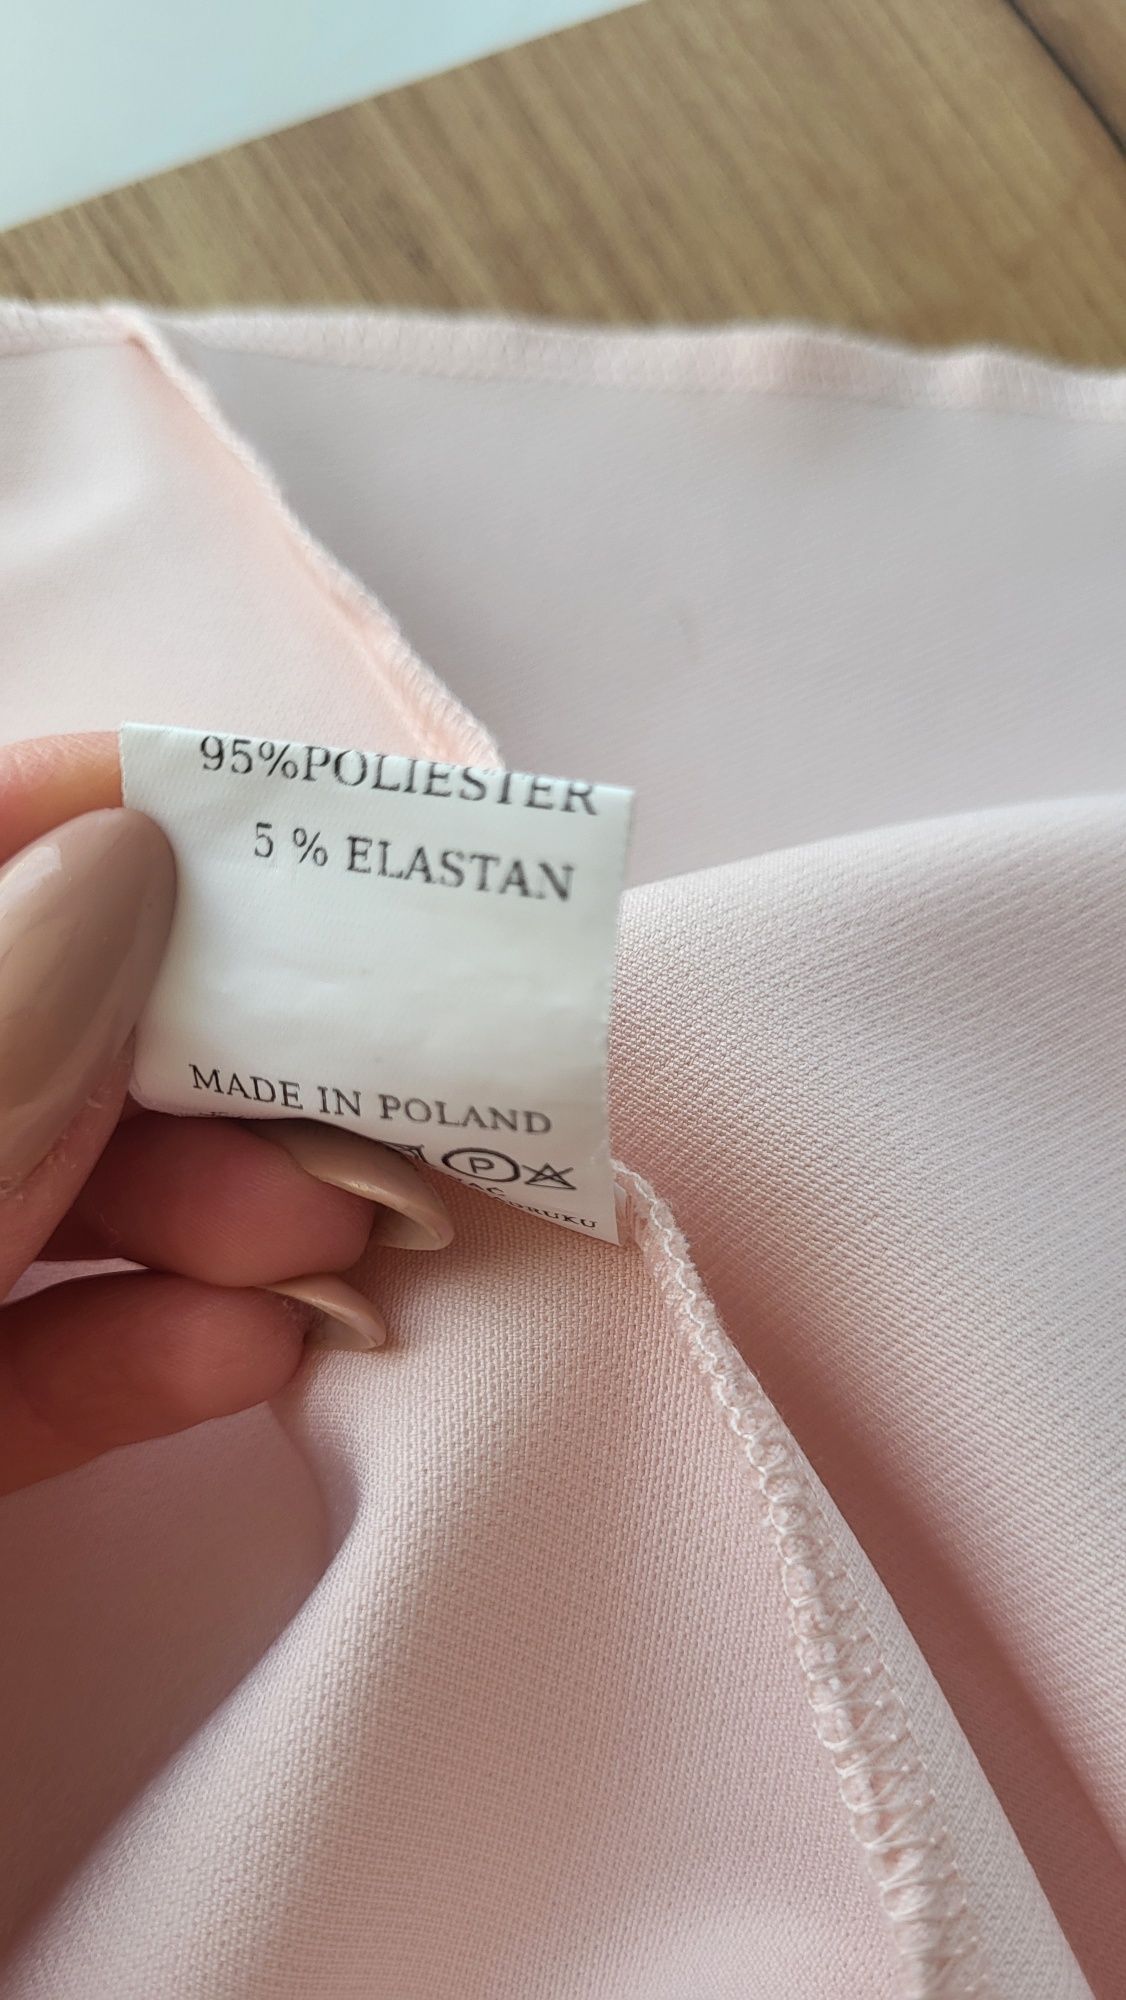 95%POLIESTER
5 % ELASTAN
MADE IN POLAND
P